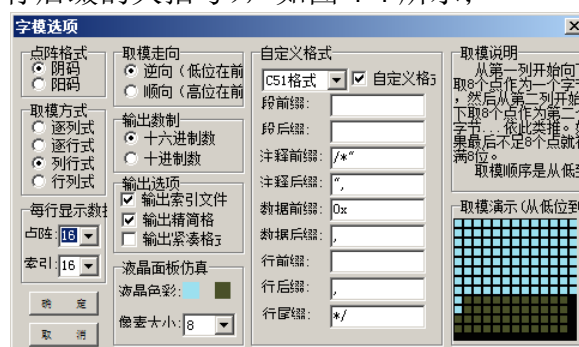 字模选项
点阵格式
阴码
阳码
取模方式
逐列式
逐行式
列行式
行列式
每行显示数据
点阵: 16
索引: 16
确 定
取 消
取模走向
逆向(低位在前
顺向(高位在前
输出数制
十六进制数
十进制数
输出选项
输出索引文件
输出精简格
输出紧凑格式
液晶面板仿真
液晶色彩:
像素大小: 8
自定义格式
C51格式 自定义格式
段前缀:
段后缀:
注释前缀: /*"
注释后缀: ",
数据前缀: 0x
数据后缀: ,
行前缀:
行后缀: ,
行尾缀: */
取模说明
从第一列开始向下
取8个点作为一个字
,然后从第一列开始
下取8个点作为第二
字节...依此类推。如
果最后不足8个点就
满8位。
取模顺序是从低到
取模演示(从低位到